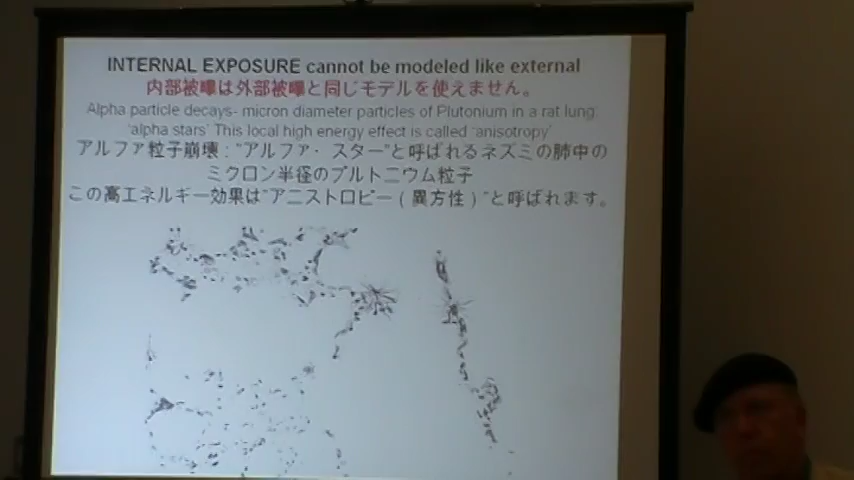 INTERNAL EXPOSURE cannot be modeled like external
内部被曝は外部被曝と同じモデルを使えません。
Alpha particle decays- micron diameter particles of Plutonium in a rat lung
'alpha stars' This local high energy effect is called 'anisotropy'
アルファ粒子崩壊："アルファ・スター"と呼ばれるネズミの肺中の
ミクロン半径のプルトニウム粒子
この高エネルギー効果は"アニストロピー(異方性)"と呼ばれます。